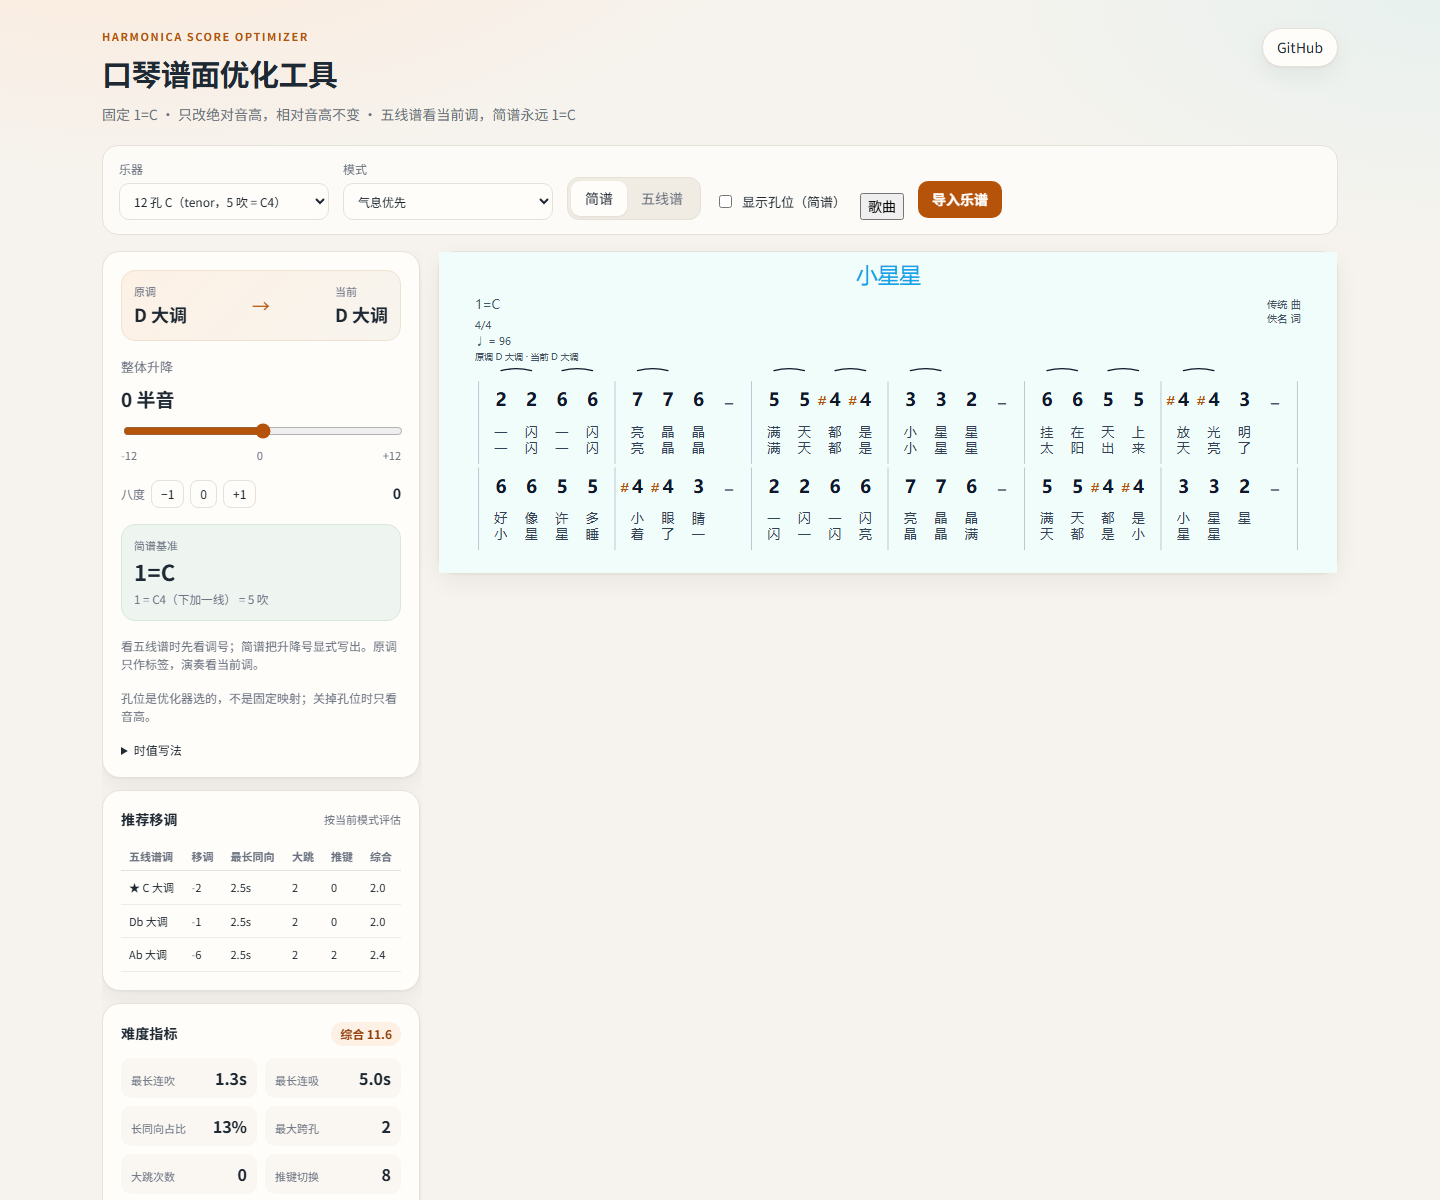 HARMONICA SCORE OPTIMIZER
口琴谱面优化工具
固定 1=C · 只改绝对音高，相对音高不变 · 五线谱看当前调，简谱永远 1=C
GitHub
乐器
12 孔 C（tenor，5 吹 = C4）
模式
气息优先
简谱
五线谱
显示孔位（简谱）
歌曲
导入乐谱
原调
D 大调
→
当前
D 大调
整体升降
0 半音
-12
0
+12
八度
−1
0
+1
0
简谱基准
1=C
1 = C4（下加一线） = 5 吹
看五线谱时先看调号；简谱把升降号显式写出。原调
只作标签，演奏看当前调。
孔位是优化器选的，不是固定映射；关掉孔位时只看
音高。
▶ 时值写法
推荐移调
按当前模式评估
五线谱调 移调 最长同向 大跳 推键 综合
★ C 大调 -2 2.5s 2 0 2.0
Db 大调 -1 2.5s 2 0 2.0
Ab 大调 -6 2.5s 2 2 2.4
难度指标
综合 11.6
最长连吹 1.3s
最长连吸 5.0s
长同向占比 13%
最大跨孔 2
大跳次数 0
推键切换 8
小星星
1=C
4/4
♩ = 96
原调 D 大调 · 当前 D 大调
传统 曲
佚名 词
2 2 6 6 7 7 6 – 5 5 #4 #4 3 3 2 – 6 6 5 5 #4 #4 3 –
一 闪 一 闪 亮 晶 晶 满 天 都 是 小 星 星 挂 在 天 上 放 光 明
一 闪 一 闪 亮 晶 晶 满 天 都 是 小 星 星 太 阳 出 来 天 亮 了
6 6 5 5 #4 #4 3 – 2 2 6 6 7 7 6 – 5 5 #4 #4 3 3 2 –
好 像 许 多 小 眼 睛 一 闪 一 闪 亮 晶 晶 满 天 都 是 小 星 星
小 星 星 睡 着 了 一 闪 一 闪 亮 晶 晶 满 天 都 是 小 星 星